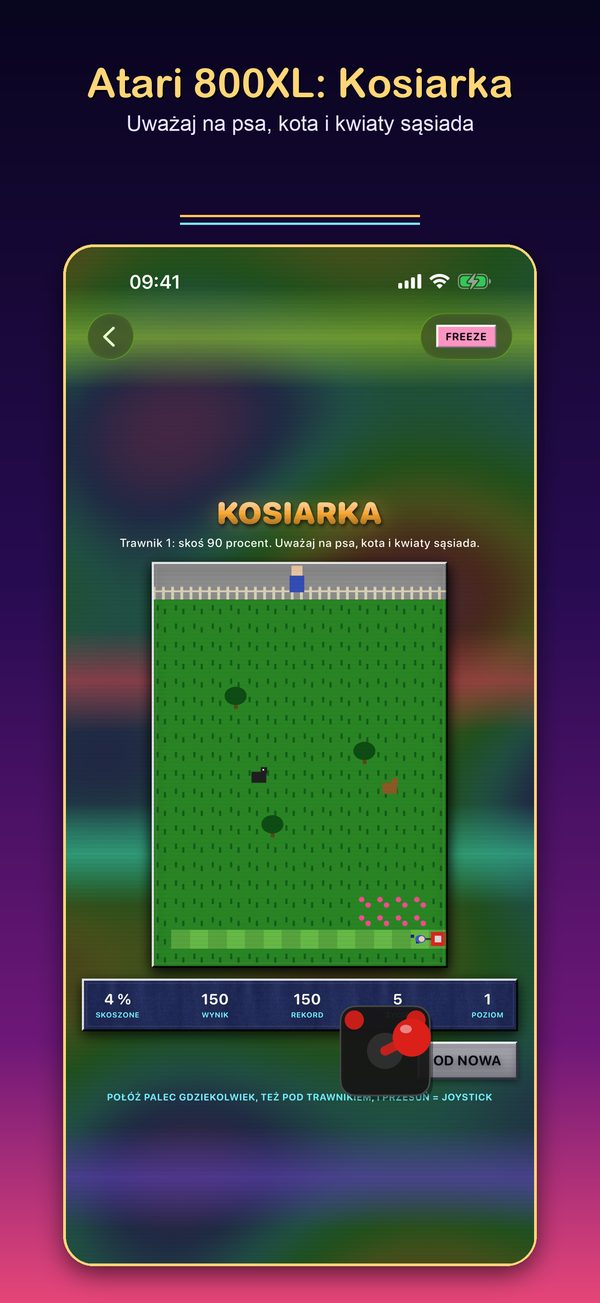 Atari 800XL: Kosiarka
Uważaj na psa, kota i kwiaty sąsiada
09:41
FREEZE
KOSIARKA
Trawnik 1: skoś 90 procent. Uważaj na psa, kota i kwiaty sąsiada.
4 % 150 150 5 1
SKOSZONE WYNIK REKORD POZIOM
OD NOWA
POŁÓŻ PALEC GDZIEKOLWIEK, TEŻ POD TRAWNIKIEM, I PRZESUŃ = JOYSTICK